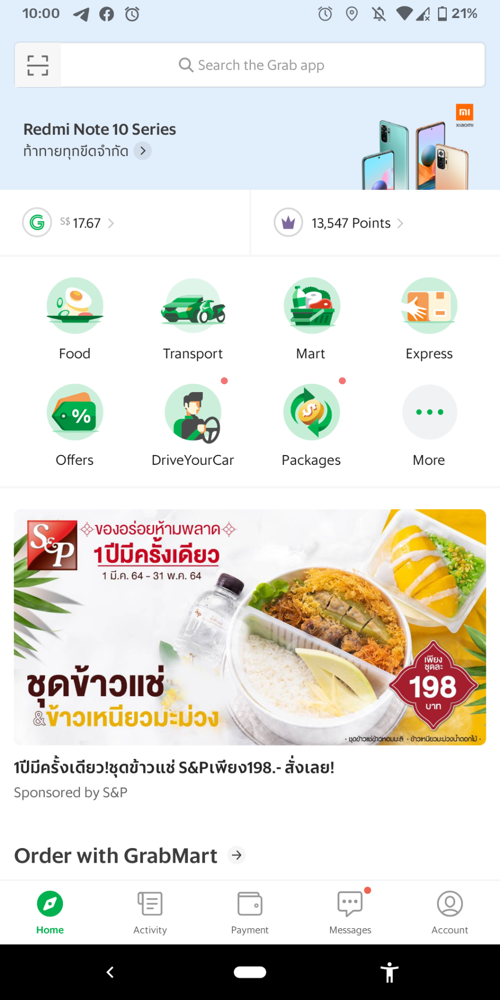 10:00
21%
Search the Grab app
mi
xiaomi
Redmi Note 10 Series
ท้าทายทุกขีดจำกัด
S$ 17.67
13,547 Points
Food
Transport
Mart
Express
%
$
Offers
DriveYourCar
Packages
More
S&P
ของอร่อยห้ามพลาด
1ปีมีครั้งเดียว
1 มี.ค. 64 - 31 พ.ค. 64
S&P
ชุดข้าวแช่
&ข้าวเหนียวมะม่วง
เพียง
ชุดละ
198
บาท
· ชุดข้าวแช่ข้าวหอมมะลิ · ข้าวเหนียวมะม่วงน้ำดอกไม้ ·
1ปีมีครั้งเดียว!ชุดข้าวแช่ S&Pเพียง198.- สั่งเลย!
Sponsored by S&P
Order with GrabMart
Home
Activity
Payment
Messages
Account